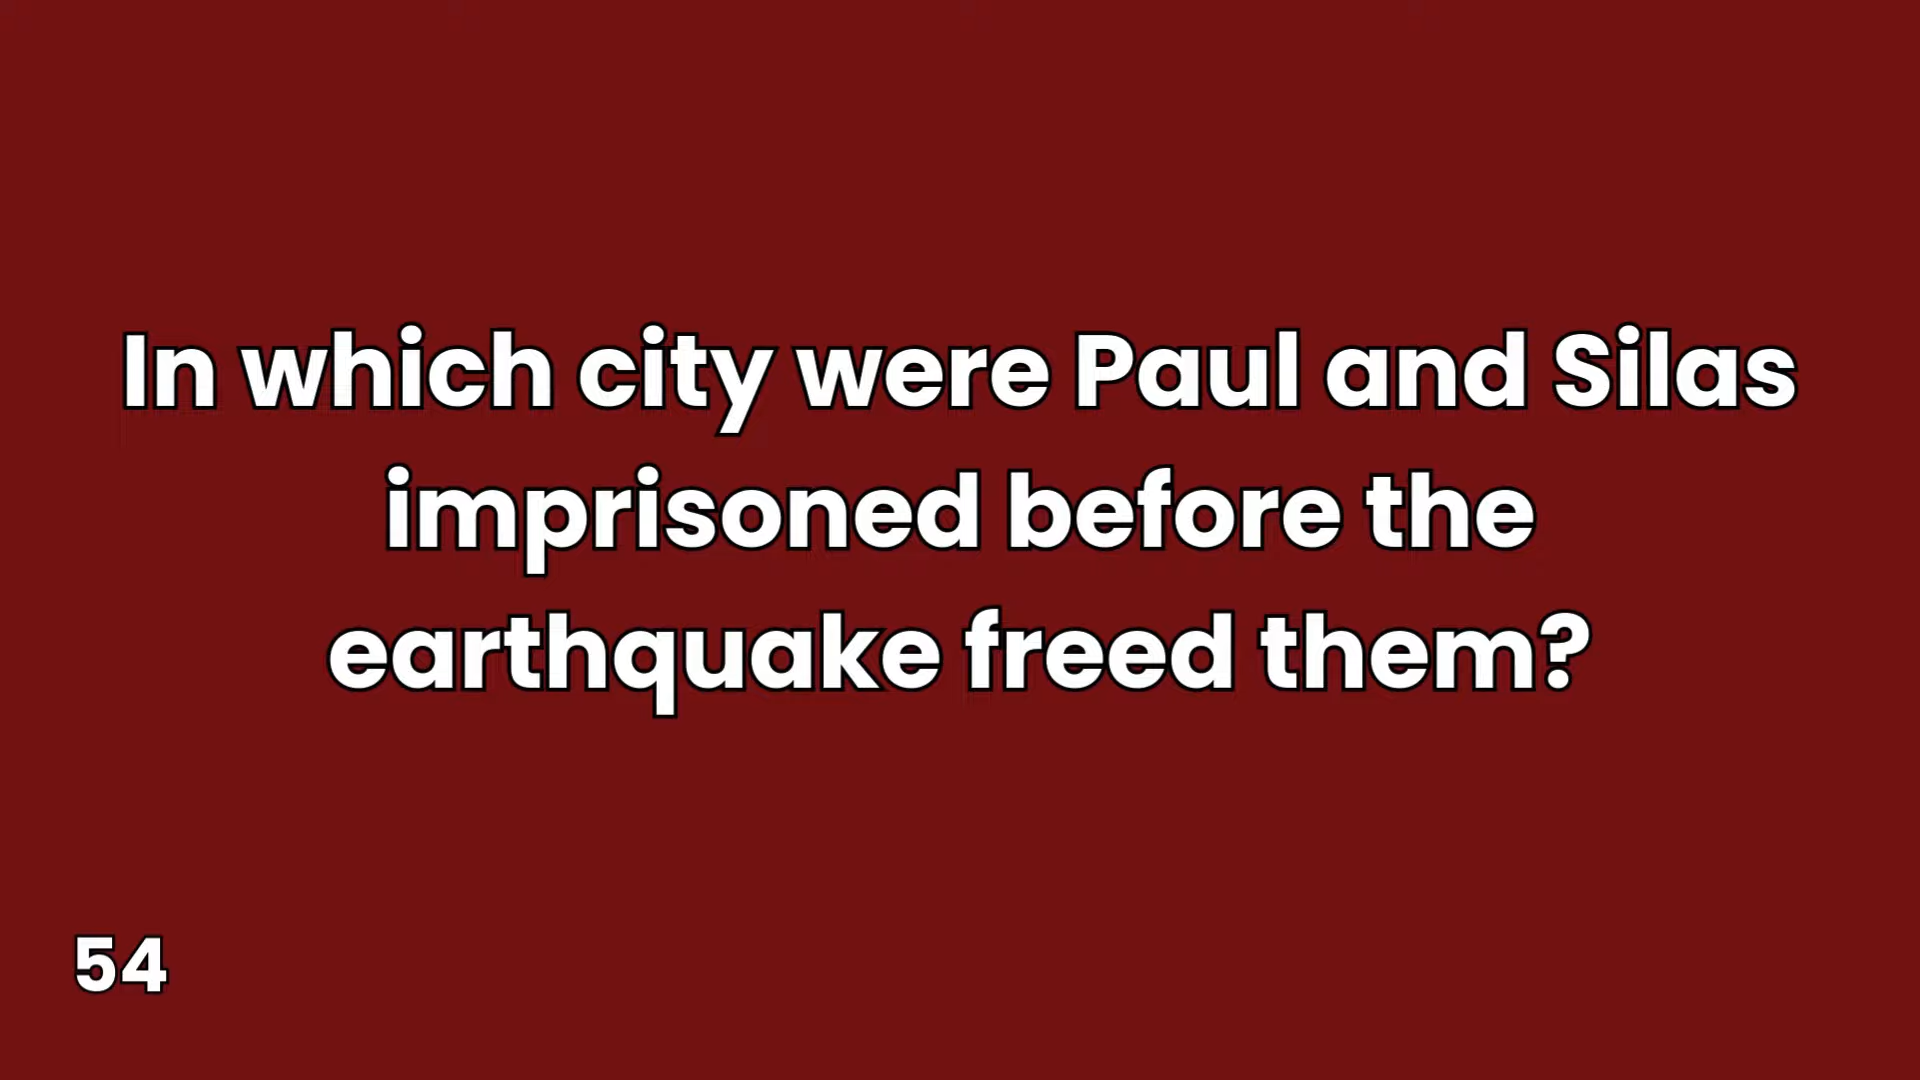 In which city were Paul and Silas
imprisoned before the
earthquake freed them?
54